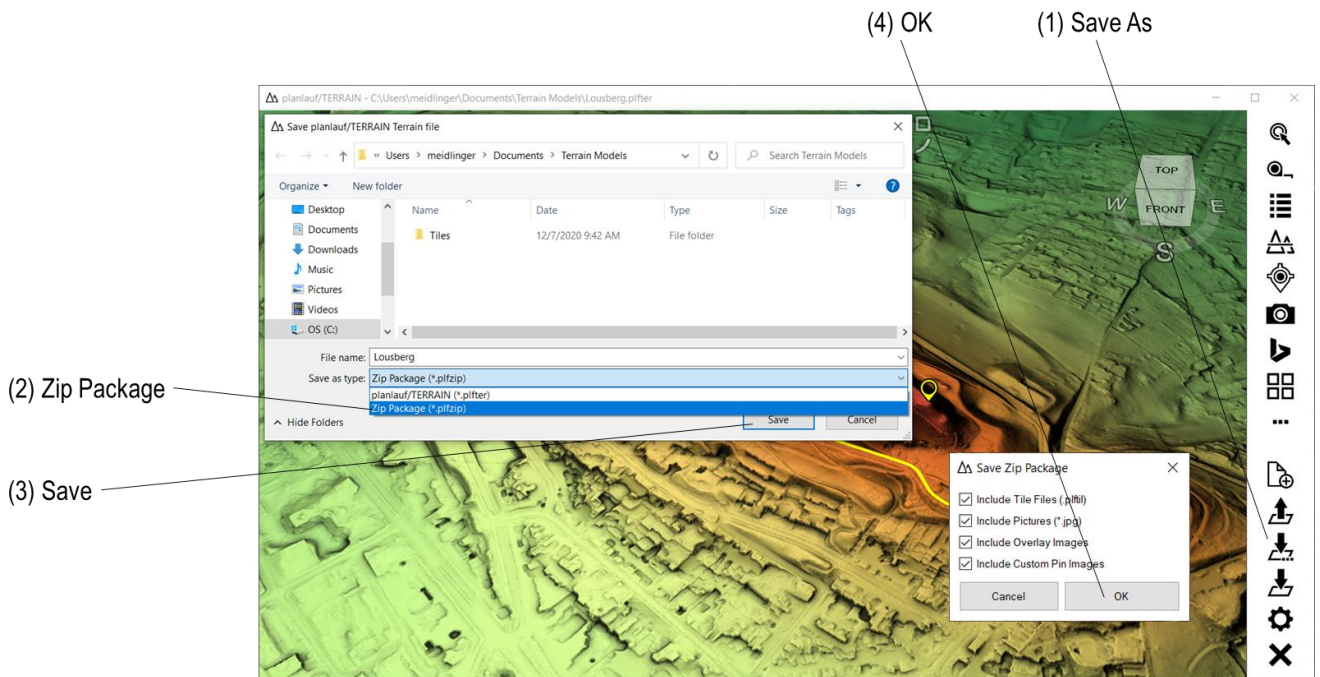 (4) OK
(1) Save As
planlauf/TERRAIN - C:\Users\meidlinger\Documents\Terrain Models\Lousberg.plfter
Save planlauf/TERRAIN Terrain file
« Users > meidlinger > Documents > Terrain Models
Search Terrain Models
Organize
New folder
?
Desktop
Documents
Downloads
Music
Pictures
Videos
OS (C:)
Name
Date
Type
Size
Tags
Tiles
12/7/2020 9:42 AM
File folder
File name:
Lousberg
Save as type:
Zip Package (*.plfzip)
planlauf/TERRAIN (*.plfter)
Zip Package (*.plfzip)
Hide Folders
Save
Cancel
(2) Zip Package
(3) Save
TOP
FRONT
W
E
S
Save Zip Package
Include Tile Files (.plftil)
Include Pictures (*.jpg)
Include Overlay Images
Include Custom Pin Images
Cancel
OK